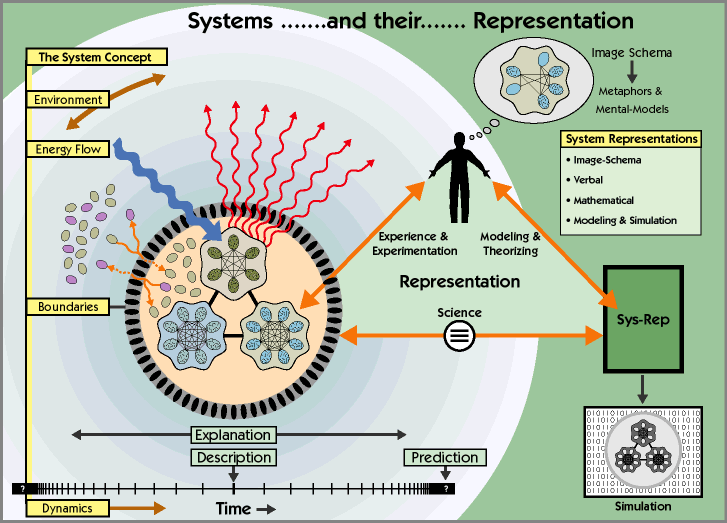 Systems .......and their....... Representation
The System Concept
Environment
Energy Flow
Boundaries
Image Schema
Metaphors &
Mental-Models
System Representations
• Image-Schema
• Verbal
• Mathematical
• Modeling & Simulation
Experience &
Experimentation
Modeling &
Theorizing
Representation
Science
Sys-Rep
Explanation
Description
Prediction
?
?
Dynamics
Time
Simulation